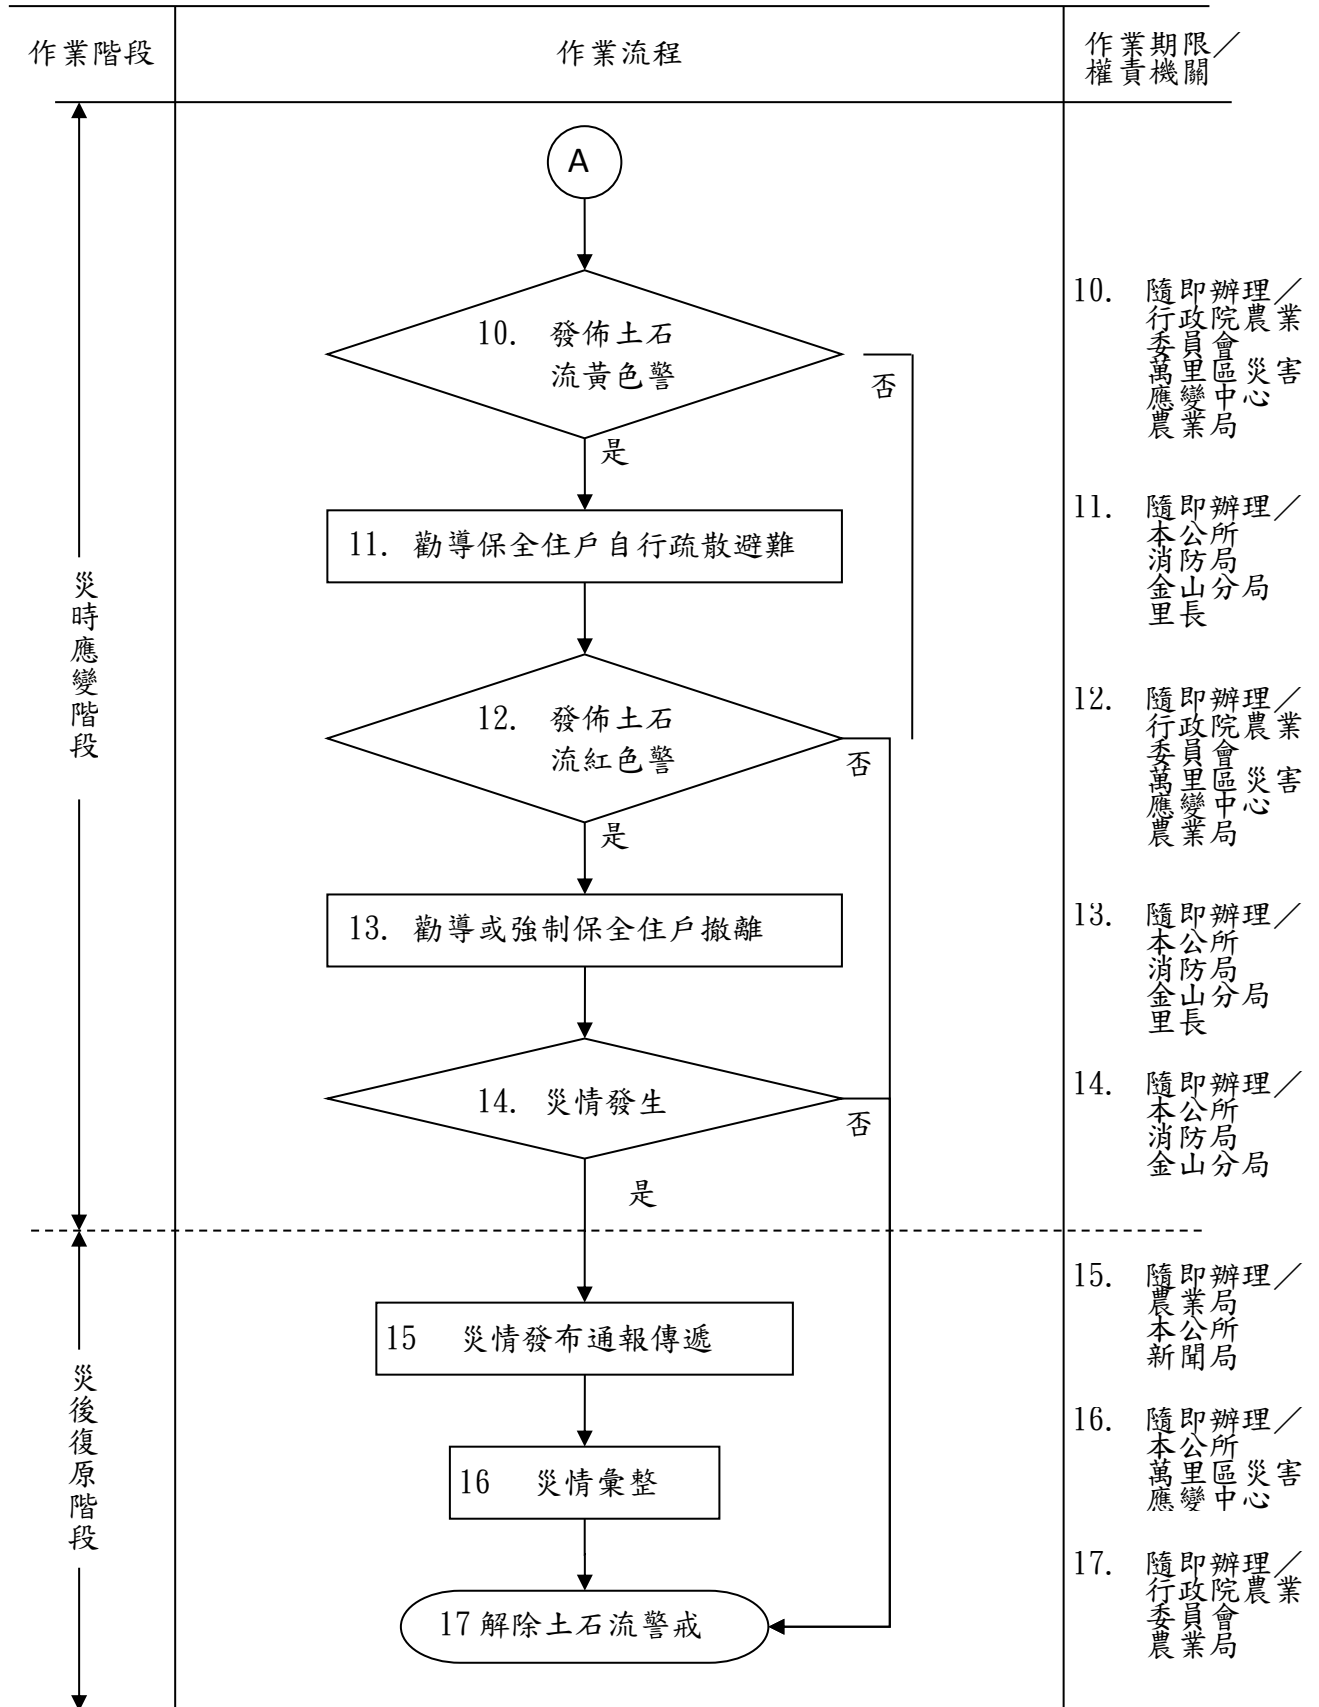 作業階段
作業流程
作業期限／
權責機關
災時應變階段
A
10. 發佈土石
流黃色警
否
是
10. 隨即辦理／
行政院農業
委員會
萬里區災害
應變中心
農業局
11. 勸導保全住戶自行疏散避難
11. 隨即辦理／
本公所
消防局
金山分局
里長
12. 發佈土石
流紅色警
否
是
12. 隨即辦理／
行政院農業
委員會
萬里區災害
應變中心
農業局
13. 勸導或強制保全住戶撤離
13. 隨即辦理／
本公所
消防局
金山分局
里長
14. 災情發生
否
是
14. 隨即辦理／
本公所
消防局
金山分局
災後復原階段
15 災情發布通報傳遞
15. 隨即辦理／
農業局
本公所
新聞局
16 災情彙整
16. 隨即辦理／
本公所
萬里區災害
應變中心
17解除土石流警戒
17. 隨即辦理／
行政院農業
委員會
農業局